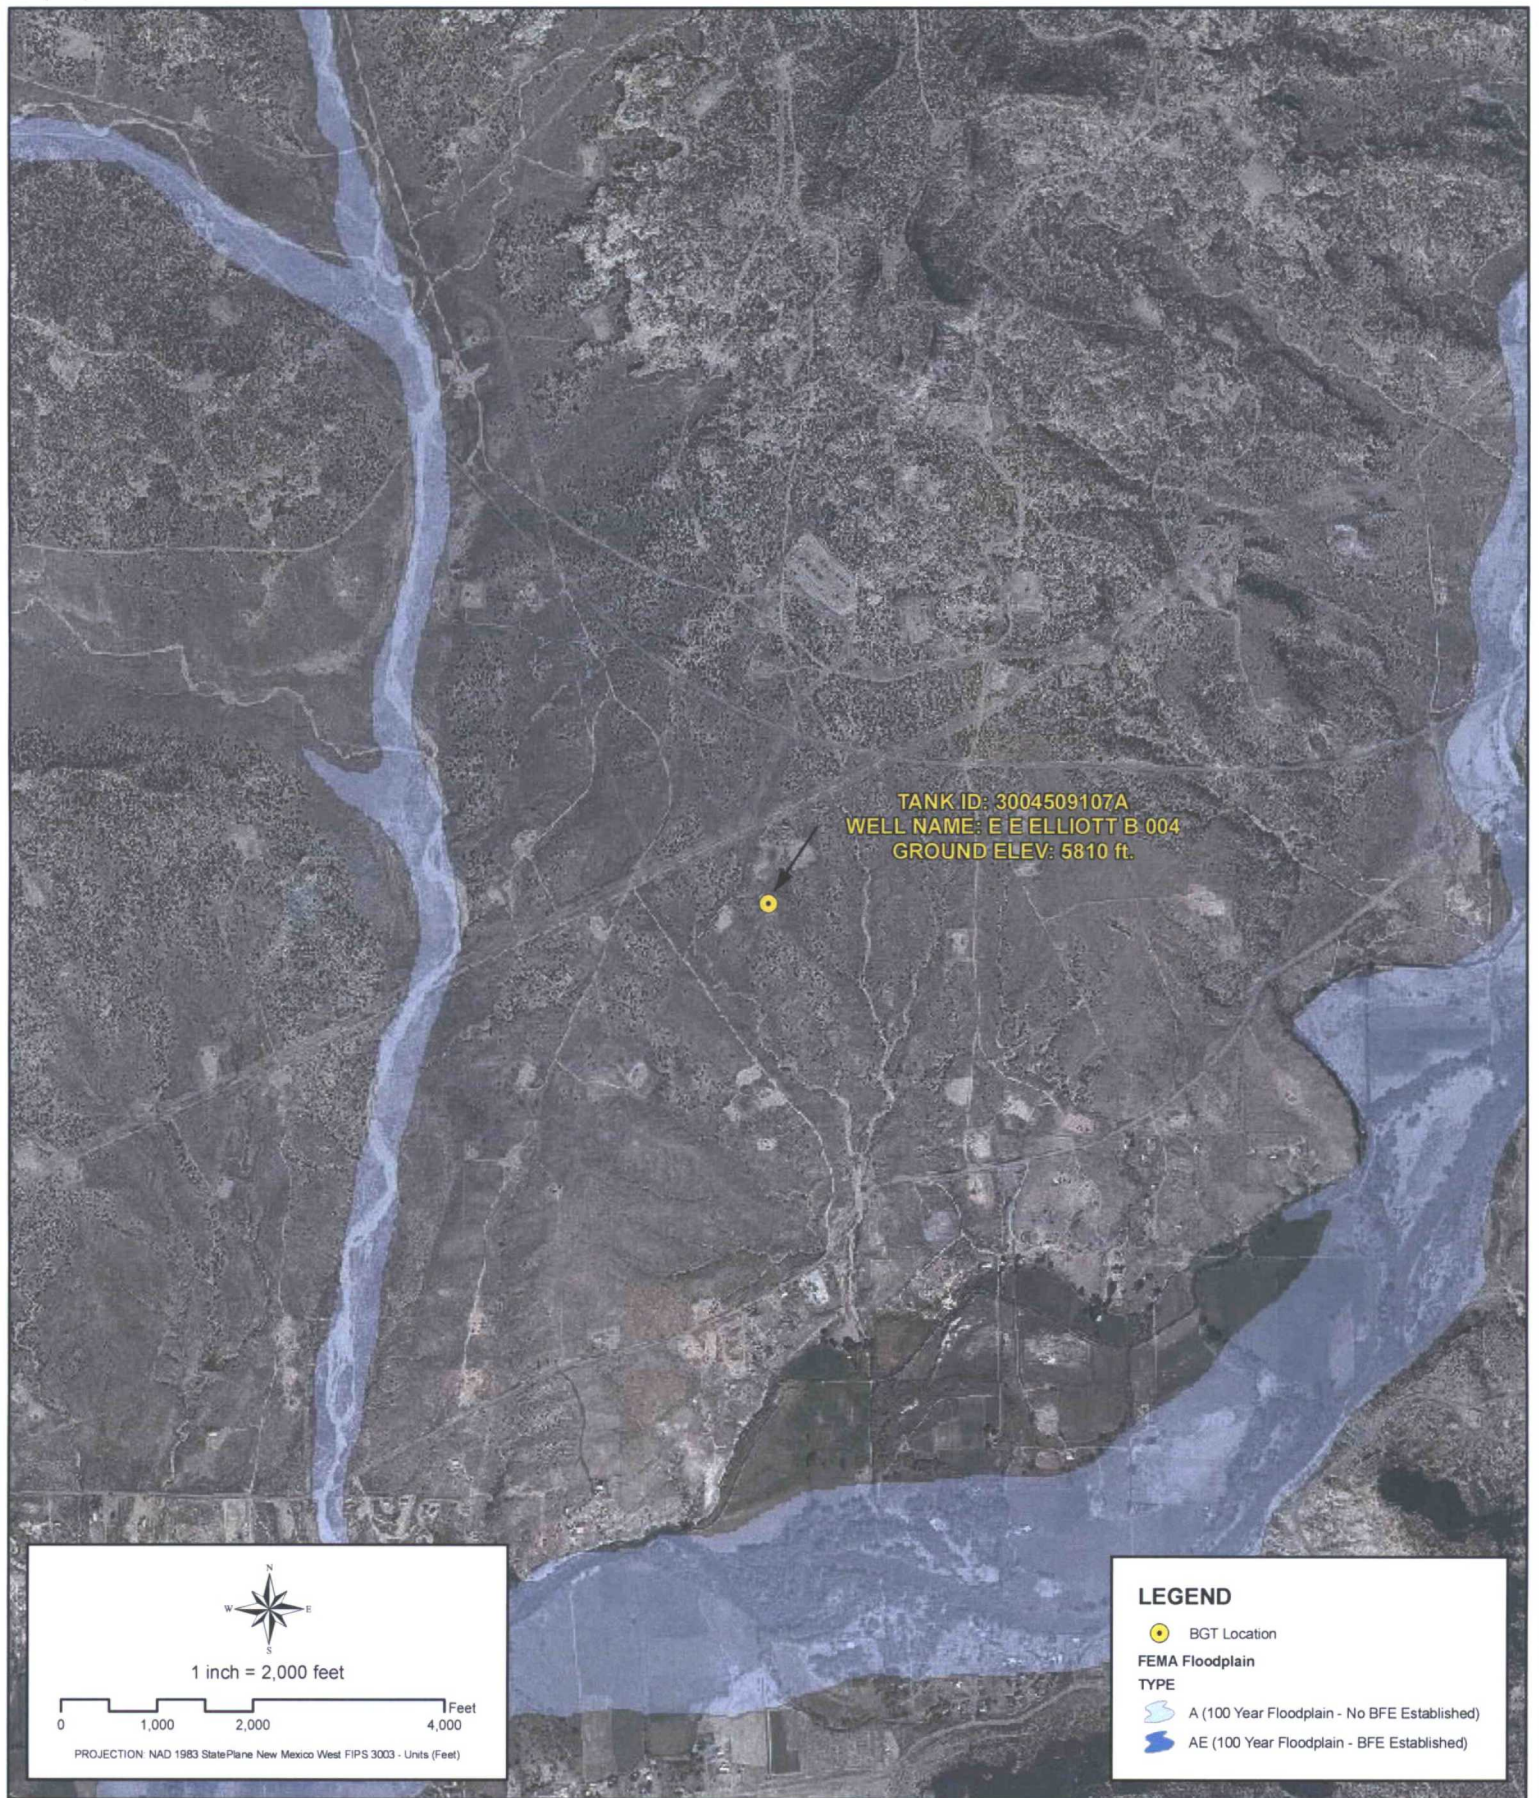 TANK ID: 3004509107A
WELL NAME: E E ELLIOTT B 004
GROUND ELEV: 5810 ft.
N
W E
S
1 inch = 2,000 feet
Feet
0 1,000 2,000 4,000
PROJECTION: NAD 1983 StatePlane New Mexico West FIPS 3003 - Units (Feet)
LEGEND
BGT Location
FEMA Floodplain
TYPE
A (100 Year Floodplain - No BFE Established)
AE (100 Year Floodplain - BFE Established)